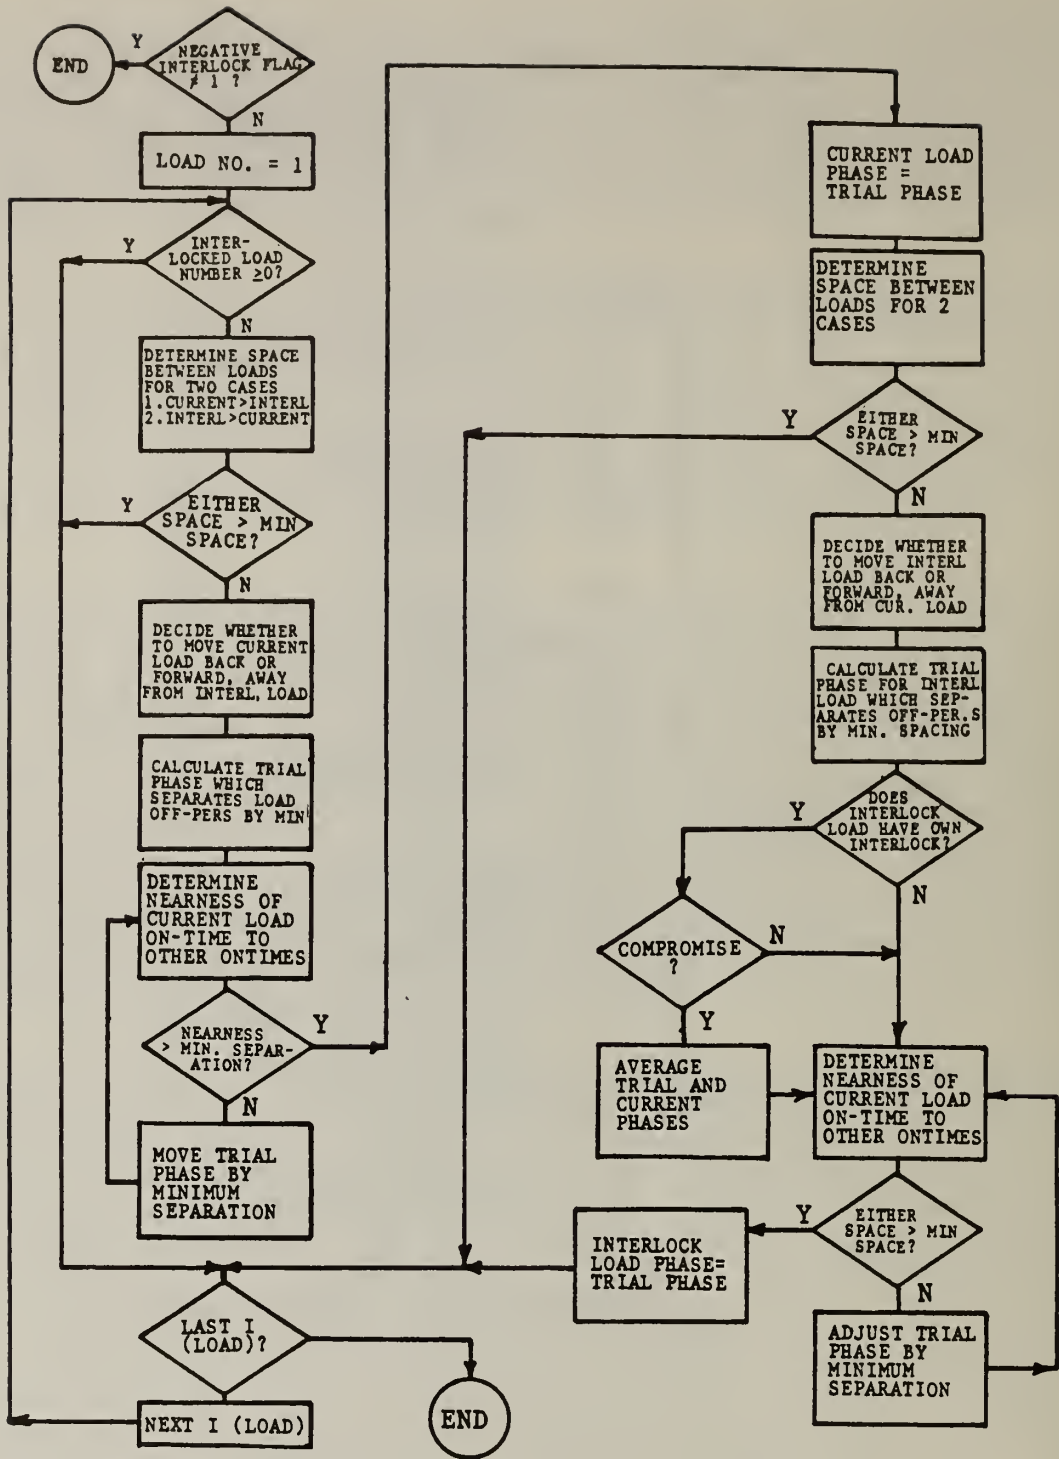 END
Y
NEGATIVE
INTERLOCK FLAG
≠ 1 ?
N
LOAD NO. = 1
Y
INTER-
LOCKED LOAD
NUMBER ≥0?
N
DETERMINE SPACE
BETWEEN LOADS
FOR TWO CASES
1.CURRENT>INTERL
2.INTERL>CURRENT
Y
EITHER
SPACE > MIN
SPACE?
N
DECIDE WHETHER
TO MOVE CURRENT
LOAD BACK OR
FORWARD, AWAY
FROM INTERL. LOAD
CALCULATE TRIAL
PHASE WHICH
SEPARATES LOAD
OFF-PERS BY MIN
DETERMINE
NEARNESS OF
CURRENT LOAD
ON-TIME TO
OTHER ONTIMES
NEARNESS
> MIN. SEPAR-
ATION?
Y
N
MOVE TRIAL
PHASE BY
MINIMUM
SEPARATION
LAST I
(LOAD)?
NEXT I (LOAD)
END
CURRENT LOAD
PHASE =
TRIAL PHASE
DETERMINE
SPACE BETWEEN
LOADS FOR 2
CASES
Y
EITHER
SPACE > MIN
SPACE?
N
DECIDE WHETHER
TO MOVE INTERL
LOAD BACK OR
FORWARD, AWAY
FROM CUR. LOAD
CALCULATE TRIAL
PHASE FOR INTERL
LOAD WHICH SEP-
ARATES OFF-PER.S
BY MIN. SPACING
Y
DOES
INTERLOCK
LOAD HAVE OWN
INTERLOCK?
N
COMPROMISE
?
N
Y
AVERAGE
TRIAL AND
CURRENT
PHASES
DETERMINE
NEARNESS OF
CURRENT LOAD
ON-TIME TO
OTHER ONTIMES
Y
EITHER
SPACE > MIN
SPACE?
N
INTERLOCK
LOAD PHASE=
TRIAL PHASE
ADJUST TRIAL
PHASE BY
MINIMUM
SEPARATION